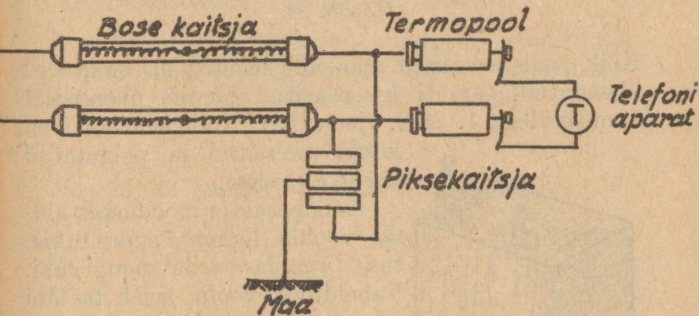 Bose kaitsja
Termopool
T
Telefoni
aparat
Piksekaitsja
Maa